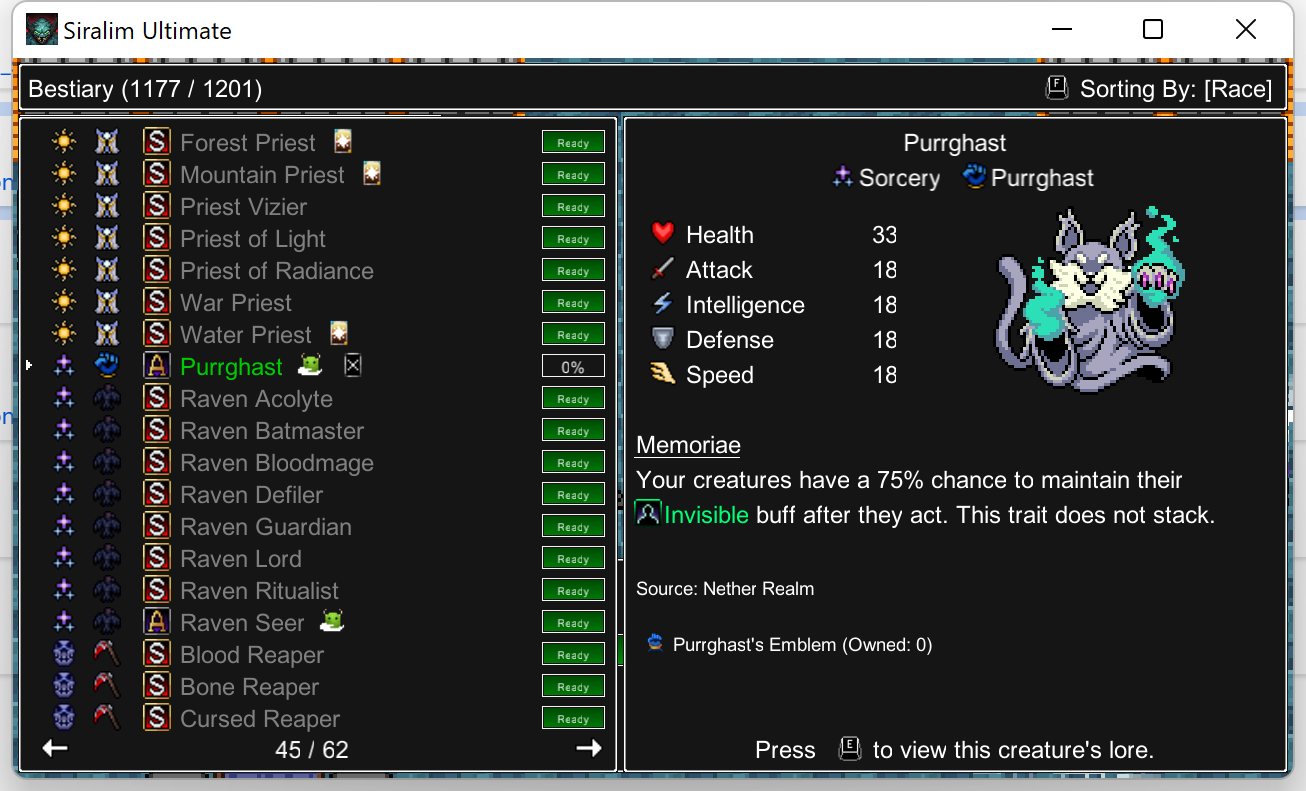 Siralim Ultimate
Bestiary (1177 / 1201)
F Sorting By: [Race]
S Forest Priest Ready
S Mountain Priest Ready
S Priest Vizier Ready
S Priest of Light Ready
S Priest of Radiance Ready
S War Priest Ready
S Water Priest Ready
A Purrghast 0%
S Raven Acolyte Ready
S Raven Batmaster Ready
S Raven Bloodmage Ready
S Raven Defiler Ready
S Raven Guardian Ready
S Raven Lord Ready
S Raven Ritualist Ready
A Raven Seer Ready
S Blood Reaper Ready
S Bone Reaper Ready
S Cursed Reaper Ready
45 / 62
Purrghast
Sorcery Purrghast
Health 33
Attack 18
Intelligence 18
Defense 18
Speed 18
Memoriae
Your creatures have a 75% chance to maintain their
Invisible buff after they act. This trait does not stack.
Source: Nether Realm
Purrghast's Emblem (Owned: 0)
Press E to view this creature's lore.